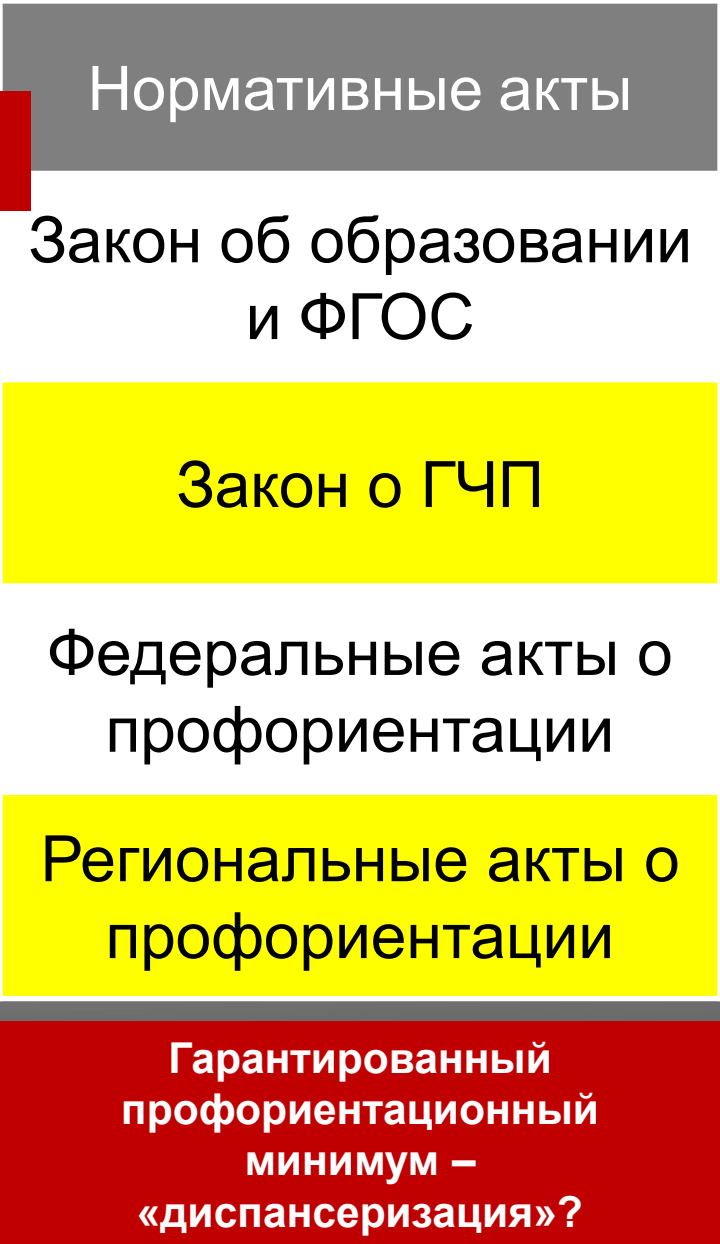 Нормативные акты
Закон об образовании
и ФГОС
Закон о ГЧП
Федеральные акты о
профориентации
Региональные акты о
профориентации
Гарантированный
профориентационный
минимум –
«диспансеризация»?